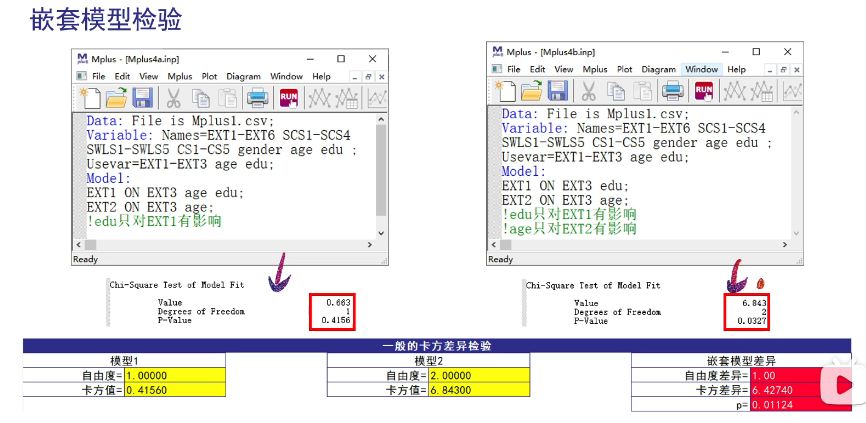 嵌套模型检验
Mplus - [Mplus4a.inp]
File Edit View Mplus Plot Diagram Window Help
RUN
Data: File is Mplus1.csv;
Variable: Names=EXT1-EXT6 SCS1-SCS4
SWLS1-SWLS5 CS1-CS5 gender age edu ;
Usevar=EXT1-EXT3 age edu;
Model:
EXT1 ON EXT3 age edu;
EXT2 ON EXT3 age;
!edu只对EXT1有影响
Ready
Mplus - [Mplus4b.inp]
File Edit View Mplus Plot Diagram Window Help
RUN
Data: File is Mplus1.csv;
Variable: Names=EXT1-EXT6 SCS1-SCS4
SWLS1-SWLS5 CS1-CS5 gender age edu ;
Usevar=EXT1-EXT3 age edu;
Model:
EXT1 ON EXT3 edu;
EXT2 ON EXT3 age;
!edu只对EXT1有影响
!age只对EXT2有影响
Ready
Chi-Square Test of Model Fit
Value 0.663
Degrees of Freedom 1
P-Value 0.4156
Chi-Square Test of Model Fit
Value 6.843
Degrees of Freedom 2
P-Value 0.0327
一般的卡方差异检验
模型1 模型2 嵌套模型差异
自由度= 1.00000 自由度= 2.00000 自由度差异= 1.00
卡方值= 0.41560 卡方值= 6.84300 卡方差异= 6.42740
p= 0.01124